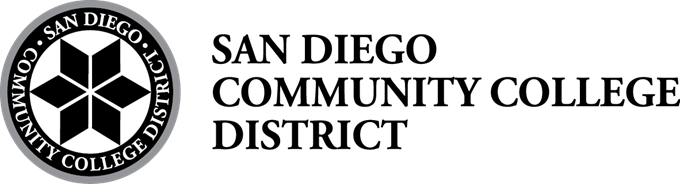 · SAN DIEGO ·
COMMUNITY COLLEGE DISTRICT
SAN DIEGO
COMMUNITY COLLEGE
DISTRICT